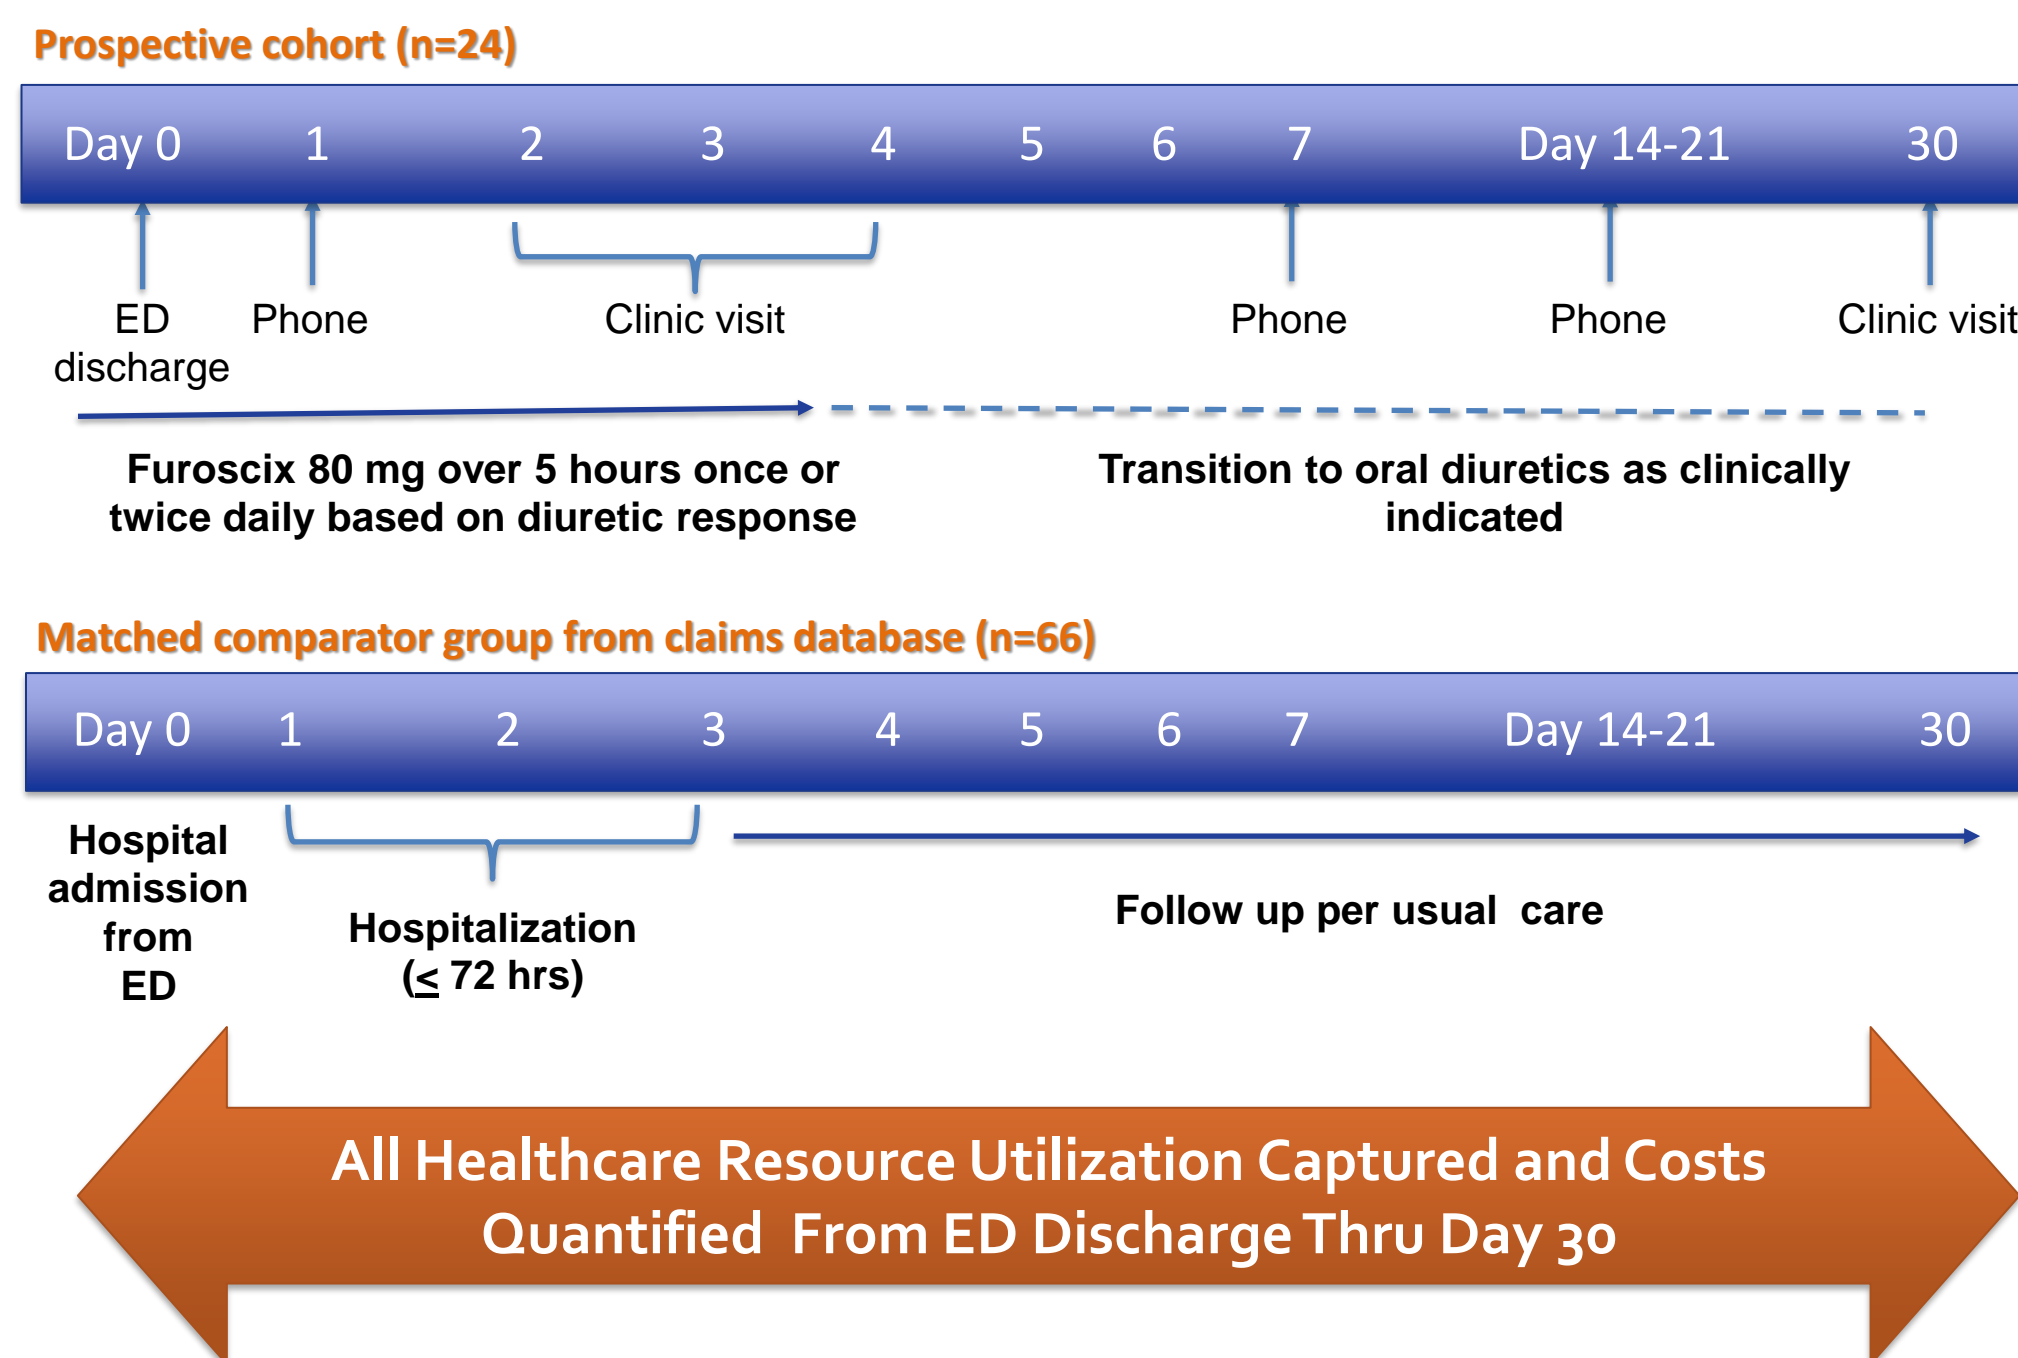 Prospective cohort (n=24)
Day 0 1 2 3 4 5 6 7 Day 14-21 30
ED Phone Clinic visit Phone Phone Clinic visit
discharge
Furoscix 80 mg over 5 hours once or
twice daily based on diuretic response
Transition to oral diuretics as clinically
indicated
Matched comparator group from claims database (n=66)
Day 0 1 2 3 4 5 6 7 Day 14-21 30
Hospital
admission
from
ED
Hospitalization
(≤ 72 hrs)
Follow up per usual care
All Healthcare Resource Utilization Captured and Costs
Quantified From ED Discharge Thru Day 30